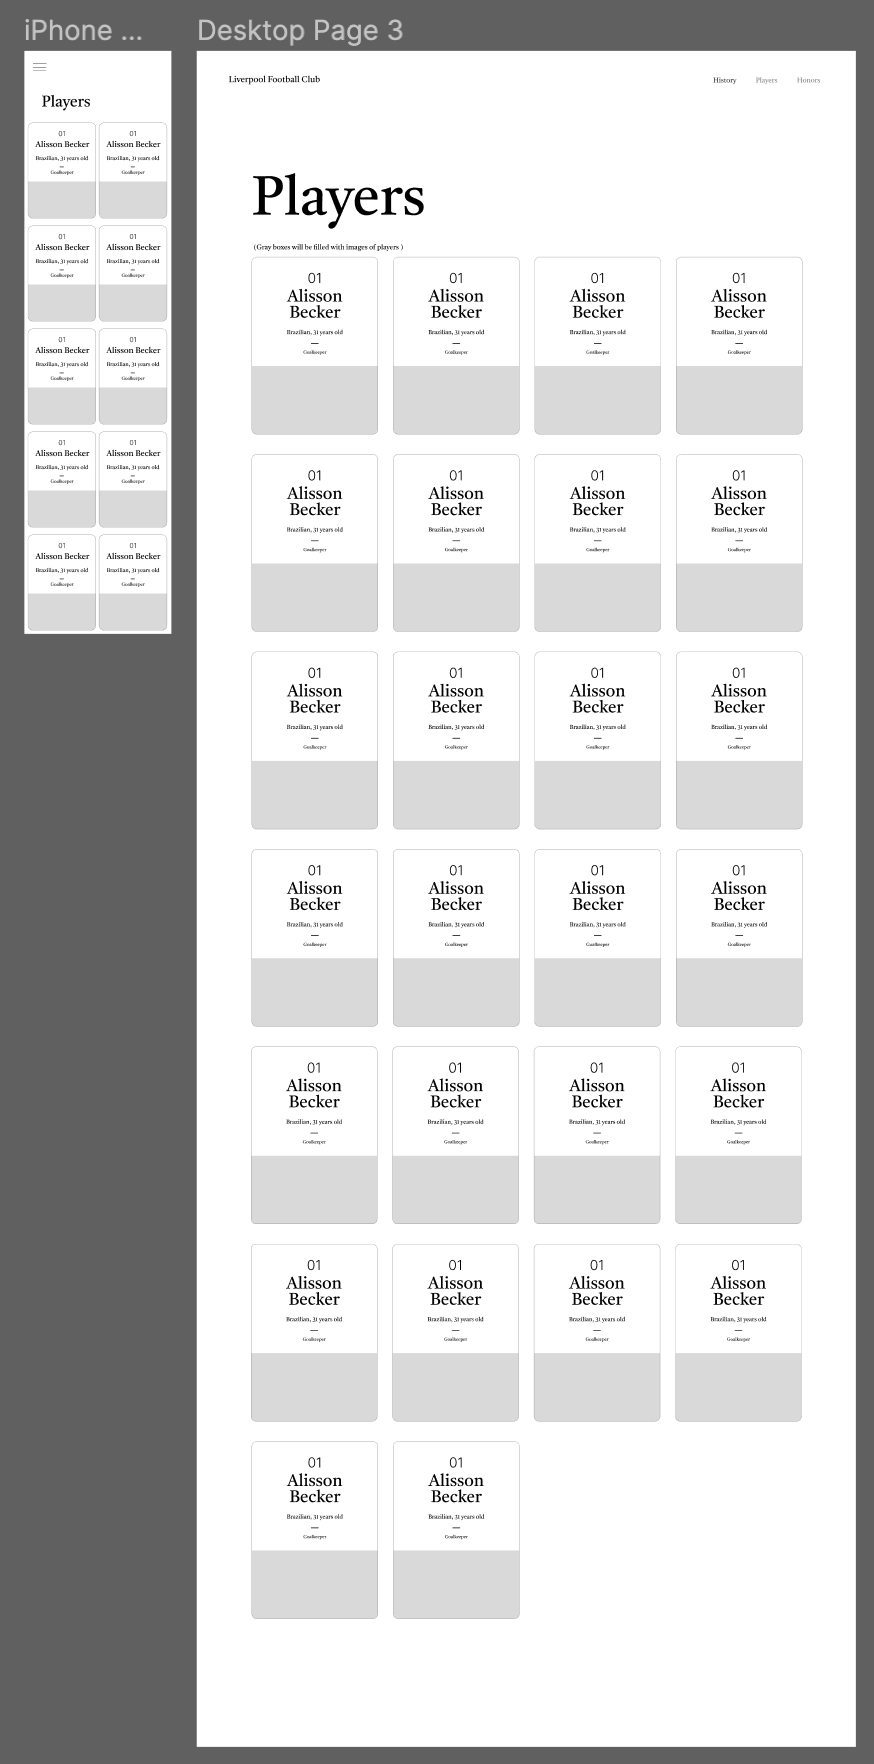 iPhone ...
Players
01
Alisson Becker
Brazilian, 31 years old
—
Goalkeeper
01
Alisson Becker
Brazilian, 31 years old
—
Goalkeeper
01
Alisson Becker
Brazilian, 31 years old
—
Goalkeeper
01
Alisson Becker
Brazilian, 31 years old
—
Goalkeeper
01
Alisson Becker
Brazilian, 31 years old
—
Goalkeeper
01
Alisson Becker
Brazilian, 31 years old
—
Goalkeeper
01
Alisson Becker
Brazilian, 31 years old
—
Goalkeeper
01
Alisson Becker
Brazilian, 31 years old
—
Goalkeeper
01
Alisson Becker
Brazilian, 31 years old
—
Goalkeeper
01
Alisson Becker
Brazilian, 31 years old
—
Goalkeeper
Desktop Page 3
Liverpool Football Club
History Players Honors
Players
(Gray boxes will be filled with images of players )
01
Alisson
Becker
Brazilian, 31 years old
—
Goalkeeper
01
Alisson
Becker
Brazilian, 31 years old
—
Goalkeeper
01
Alisson
Becker
Brazilian, 31 years old
—
Goalkeeper
01
Alisson
Becker
Brazilian, 31 years old
—
Goalkeeper
01
Alisson
Becker
Brazilian, 31 years old
—
Goalkeeper
01
Alisson
Becker
Brazilian, 31 years old
—
Goalkeeper
01
Alisson
Becker
Brazilian, 31 years old
—
Goalkeeper
01
Alisson
Becker
Brazilian, 31 years old
—
Goalkeeper
01
Alisson
Becker
Brazilian, 31 years old
—
Goalkeeper
01
Alisson
Becker
Brazilian, 31 years old
—
Goalkeeper
01
Alisson
Becker
Brazilian, 31 years old
—
Goalkeeper
01
Alisson
Becker
Brazilian, 31 years old
—
Goalkeeper
01
Alisson
Becker
Brazilian, 31 years old
—
Goalkeeper
01
Alisson
Becker
Brazilian, 31 years old
—
Goalkeeper
01
Alisson
Becker
Brazilian, 31 years old
—
Goalkeeper
01
Alisson
Becker
Brazilian, 31 years old
—
Goalkeeper
01
Alisson
Becker
Brazilian, 31 years old
—
Goalkeeper
01
Alisson
Becker
Brazilian, 31 years old
—
Goalkeeper
01
Alisson
Becker
Brazilian, 31 years old
—
Goalkeeper
01
Alisson
Becker
Brazilian, 31 years old
—
Goalkeeper
01
Alisson
Becker
Brazilian, 31 years old
—
Goalkeeper
01
Alisson
Becker
Brazilian, 31 years old
—
Goalkeeper
01
Alisson
Becker
Brazilian, 31 years old
—
Goalkeeper
01
Alisson
Becker
Brazilian, 31 years old
—
Goalkeeper
01
Alisson
Becker
Brazilian, 31 years old
—
Goalkeeper
01
Alisson
Becker
Brazilian, 31 years old
—
Goalkeeper